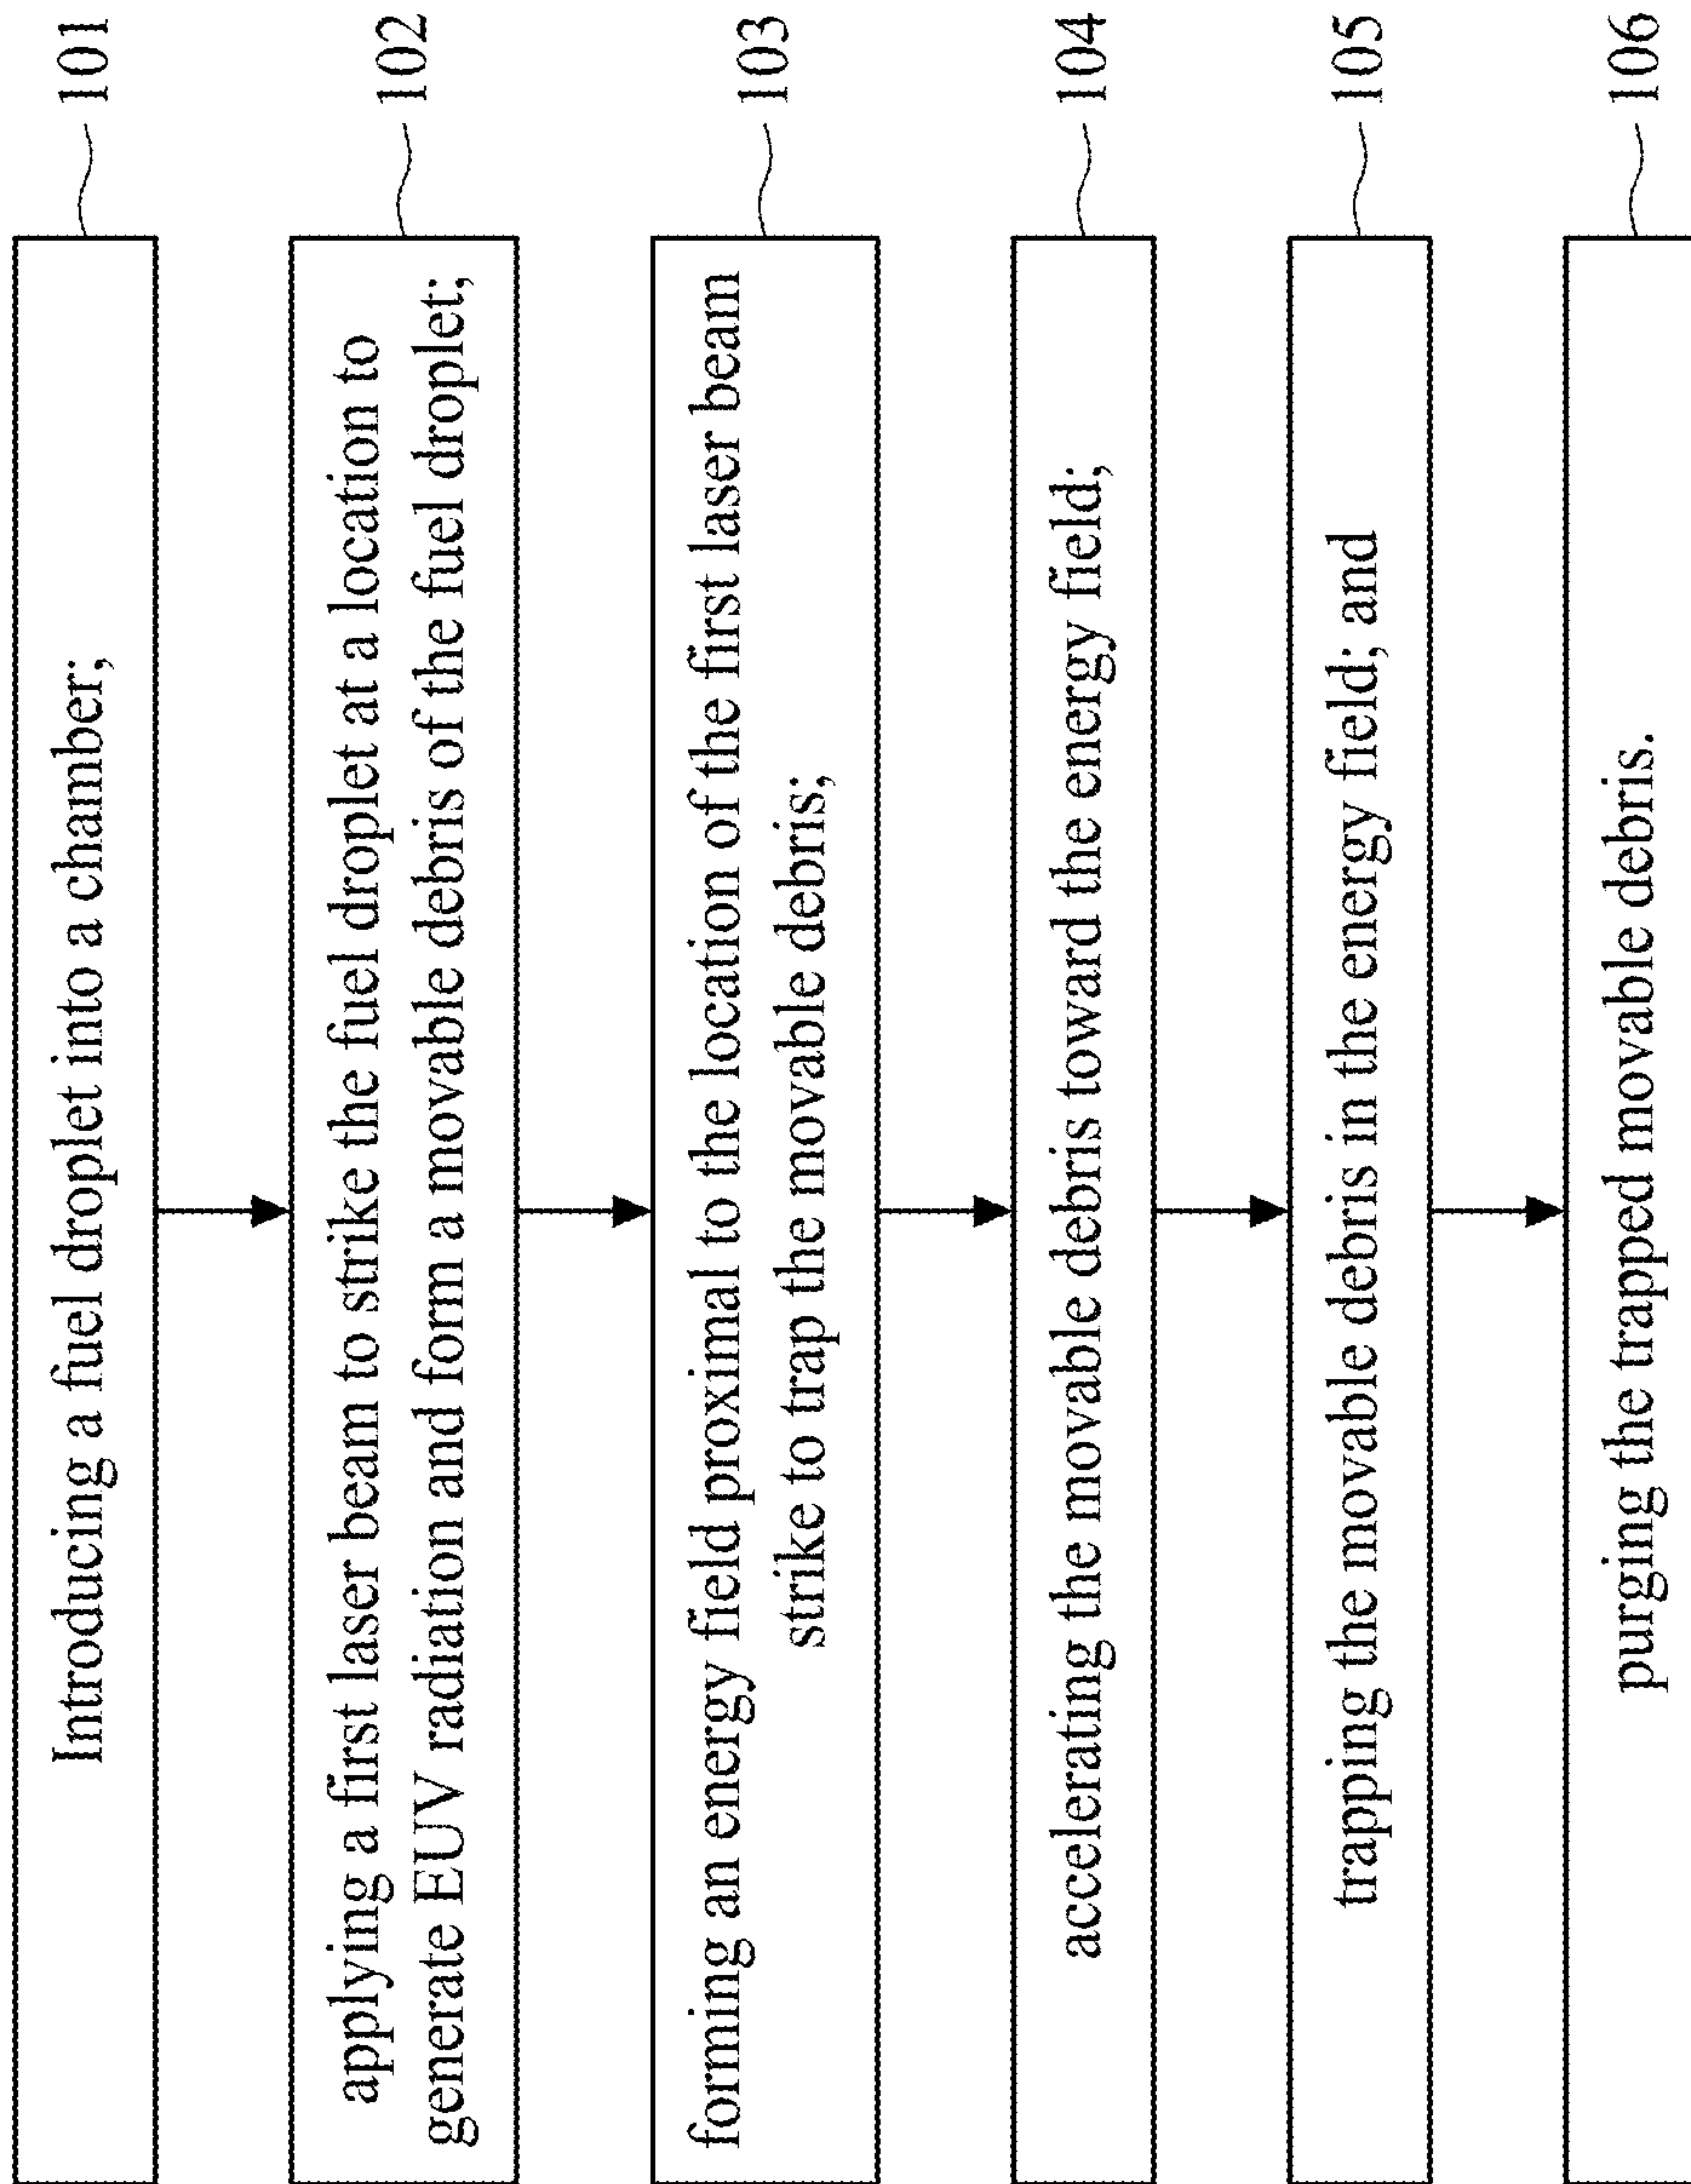 Introducing a fuel droplet into a chamber;
101
applying a first laser beam to strike the fuel droplet at a location to
generate EUV radiation and form a movable debris of the fuel droplet;
102
forming an energy field proximal to the location of the first laser beam
strike to trap the movable debris;
103
accelerating the movable debris toward the energy field;
104
trapping the movable debris in the energy field; and
105
purging the trapped movable debris.
106